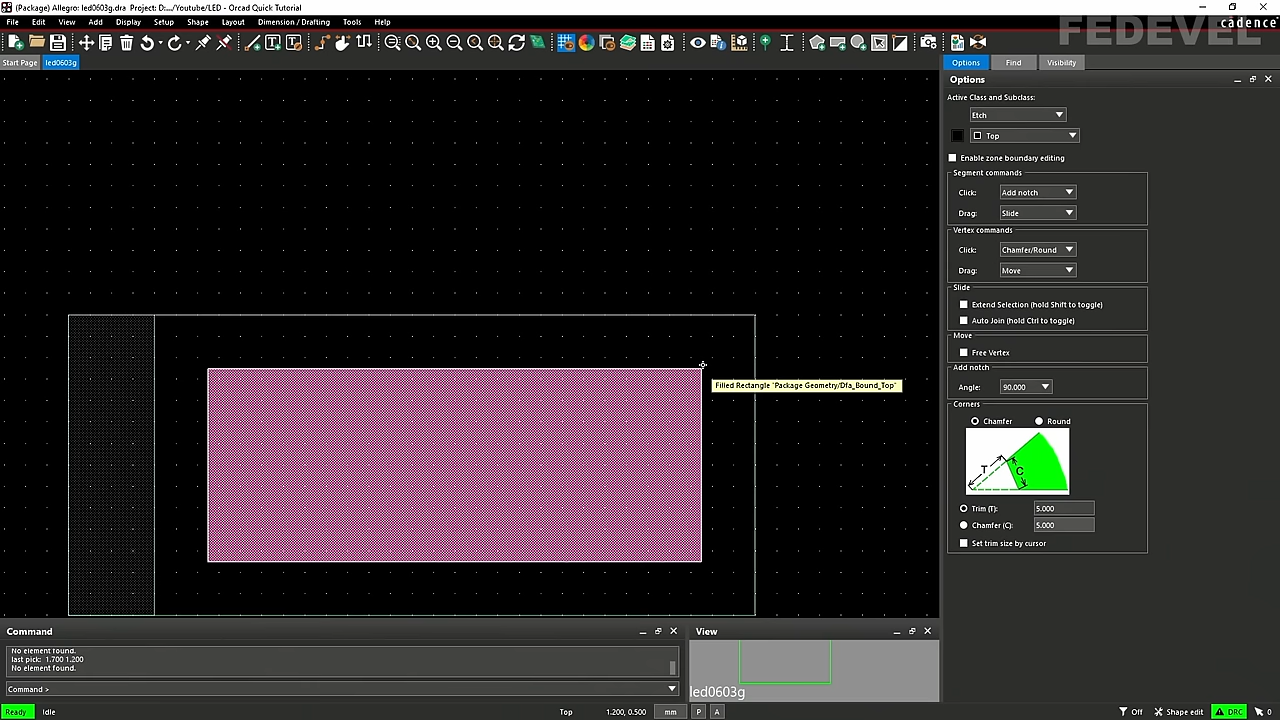 (Package) Allegro: led0603g.dra Project: D:.../Youtube/LED - Orcad Quick Tutorial
File Edit View Add Display Setup Shape Layout Dimension / Drafting Tools Help
cadence
FEDEVEL
Start Page led0603g
Options Find Visibility
Options
Active Class and Subclass:
Etch
Top
Enable zone boundary editing
Segment commands
Click: Add notch
Drag: Slide
Vertex commands
Click: Chamfer/Round
Drag: Move
Slide
Extend Selection (hold Shift to toggle)
Auto Join (hold Ctrl to toggle)
Move
Free Vertex
Add notch
Angle: 90.000
Corners
Chamfer Round
T C
Trim (T): 5.000
Chamfer (C): 5.000
Set trim size by cursor
Filled Rectangle "Package Geometry/Dfa_Bound_Top"
Command
No element found.
last pick: 1.700 1.200
No element found.
Command >
View
led0603g
Ready Idle Top 1.200, 0.500 mm P A Off Shape edit DRC 0